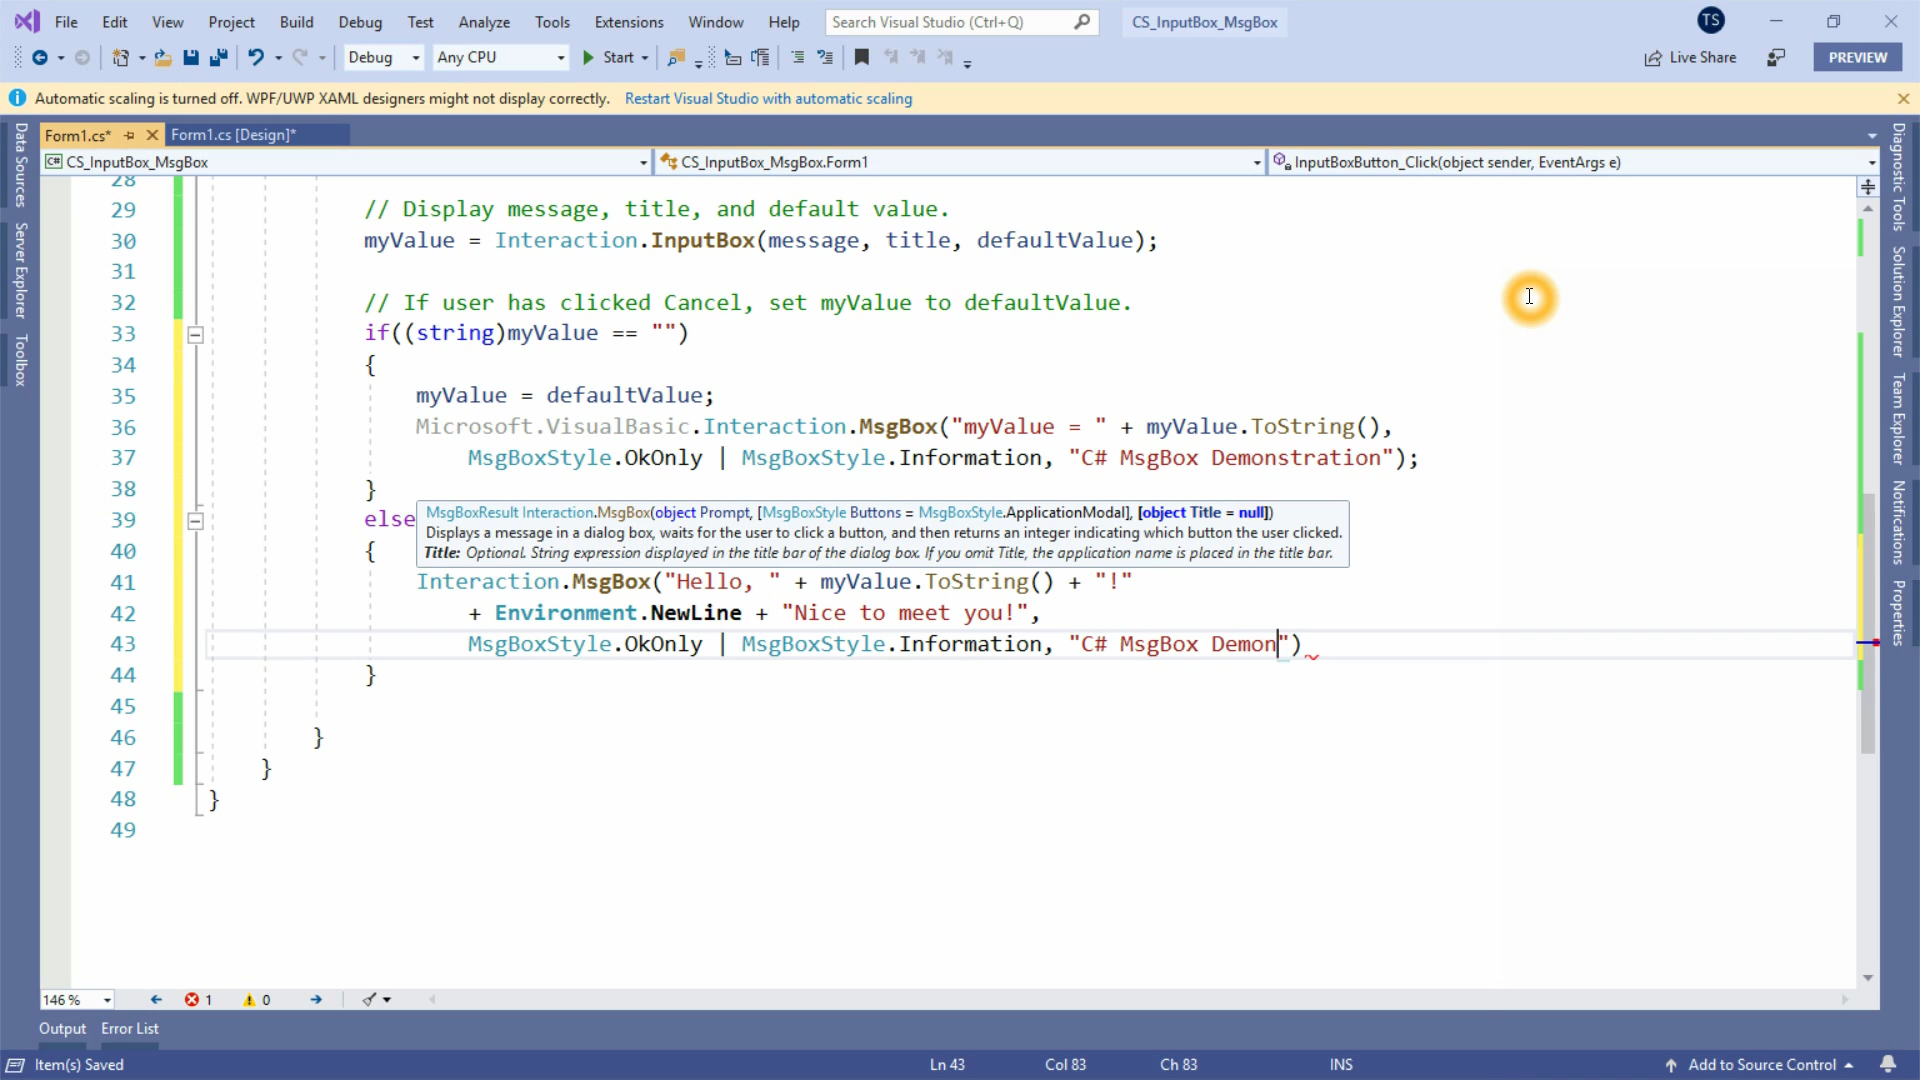 File Edit View Project Build Debug Test Analyze Tools Extensions Window Help Search Visual Studio (Ctrl+Q) CS_InputBox_MsgBox TS
Debug Any CPU Start Live Share PREVIEW
Automatic scaling is turned off. WPF/UWP XAML designers might not display correctly. Restart Visual Studio with automatic scaling
Form1.cs* Form1.cs [Design]*
C# CS_InputBox_MsgBox CS_InputBox_MsgBox.Form1 InputBoxButton_Click(object sender, EventArgs e)
Data Sources
Server Explorer
Toolbox
28
29 // Display message, title, and default value.
30 myValue = Interaction.InputBox(message, title, defaultValue);
31
32 // If user has clicked Cancel, set myValue to defaultValue.
33 if((string)myValue == "")
34 {
35 myValue = defaultValue;
36 Microsoft.VisualBasic.Interaction.MsgBox("myValue = " + myValue.ToString(),
37 MsgBoxStyle.OkOnly | MsgBoxStyle.Information, "C# MsgBox Demonstration");
38 }
39 else
MsgBoxResult Interaction.MsgBox(object Prompt, [MsgBoxStyle Buttons = MsgBoxStyle.ApplicationModal], [object Title = null])
Displays a message in a dialog box, waits for the user to click a button, and then returns an integer indicating which button the user clicked.
Title: Optional. String expression displayed in the title bar of the dialog box. If you omit Title, the application name is placed in the title bar.
40 {
41 Interaction.MsgBox("Hello, " + myValue.ToString() + "!"
42 + Environment.NewLine + "Nice to meet you!",
43 MsgBoxStyle.OkOnly | MsgBoxStyle.Information, "C# MsgBox Demon")
44 }
45
46 }
47 }
48 }
49
Diagnostic Tools
Solution Explorer
Team Explorer
Notifications
Properties
146 % 1 0
Output Error List
Item(s) Saved Ln 43 Col 83 Ch 83 INS Add to Source Control